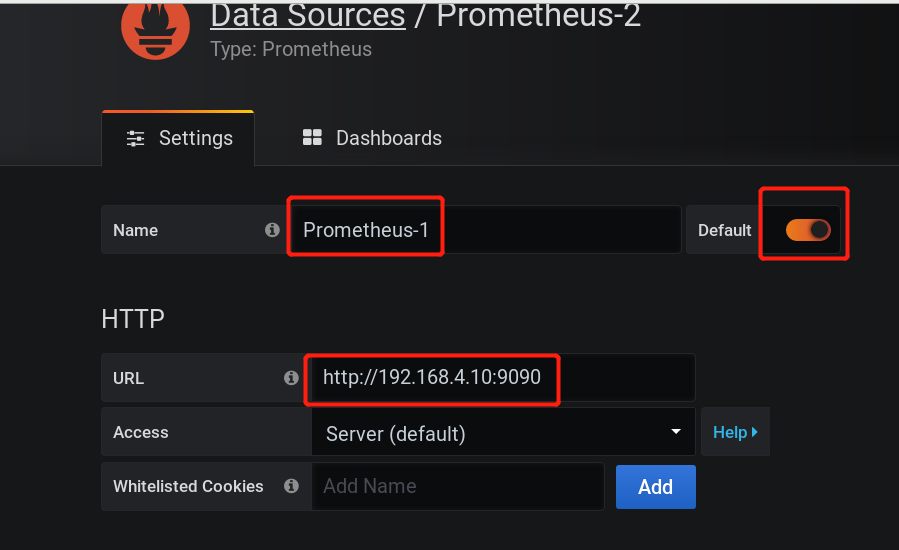 Data Sources / Prometheus-2
Type: Prometheus
Settings
Dashboards
Name
Prometheus-1
Default
HTTP
URL
http://192.168.4.10:9090
Access
Server (default)
Help
Whitelisted Cookies
Add Name
Add